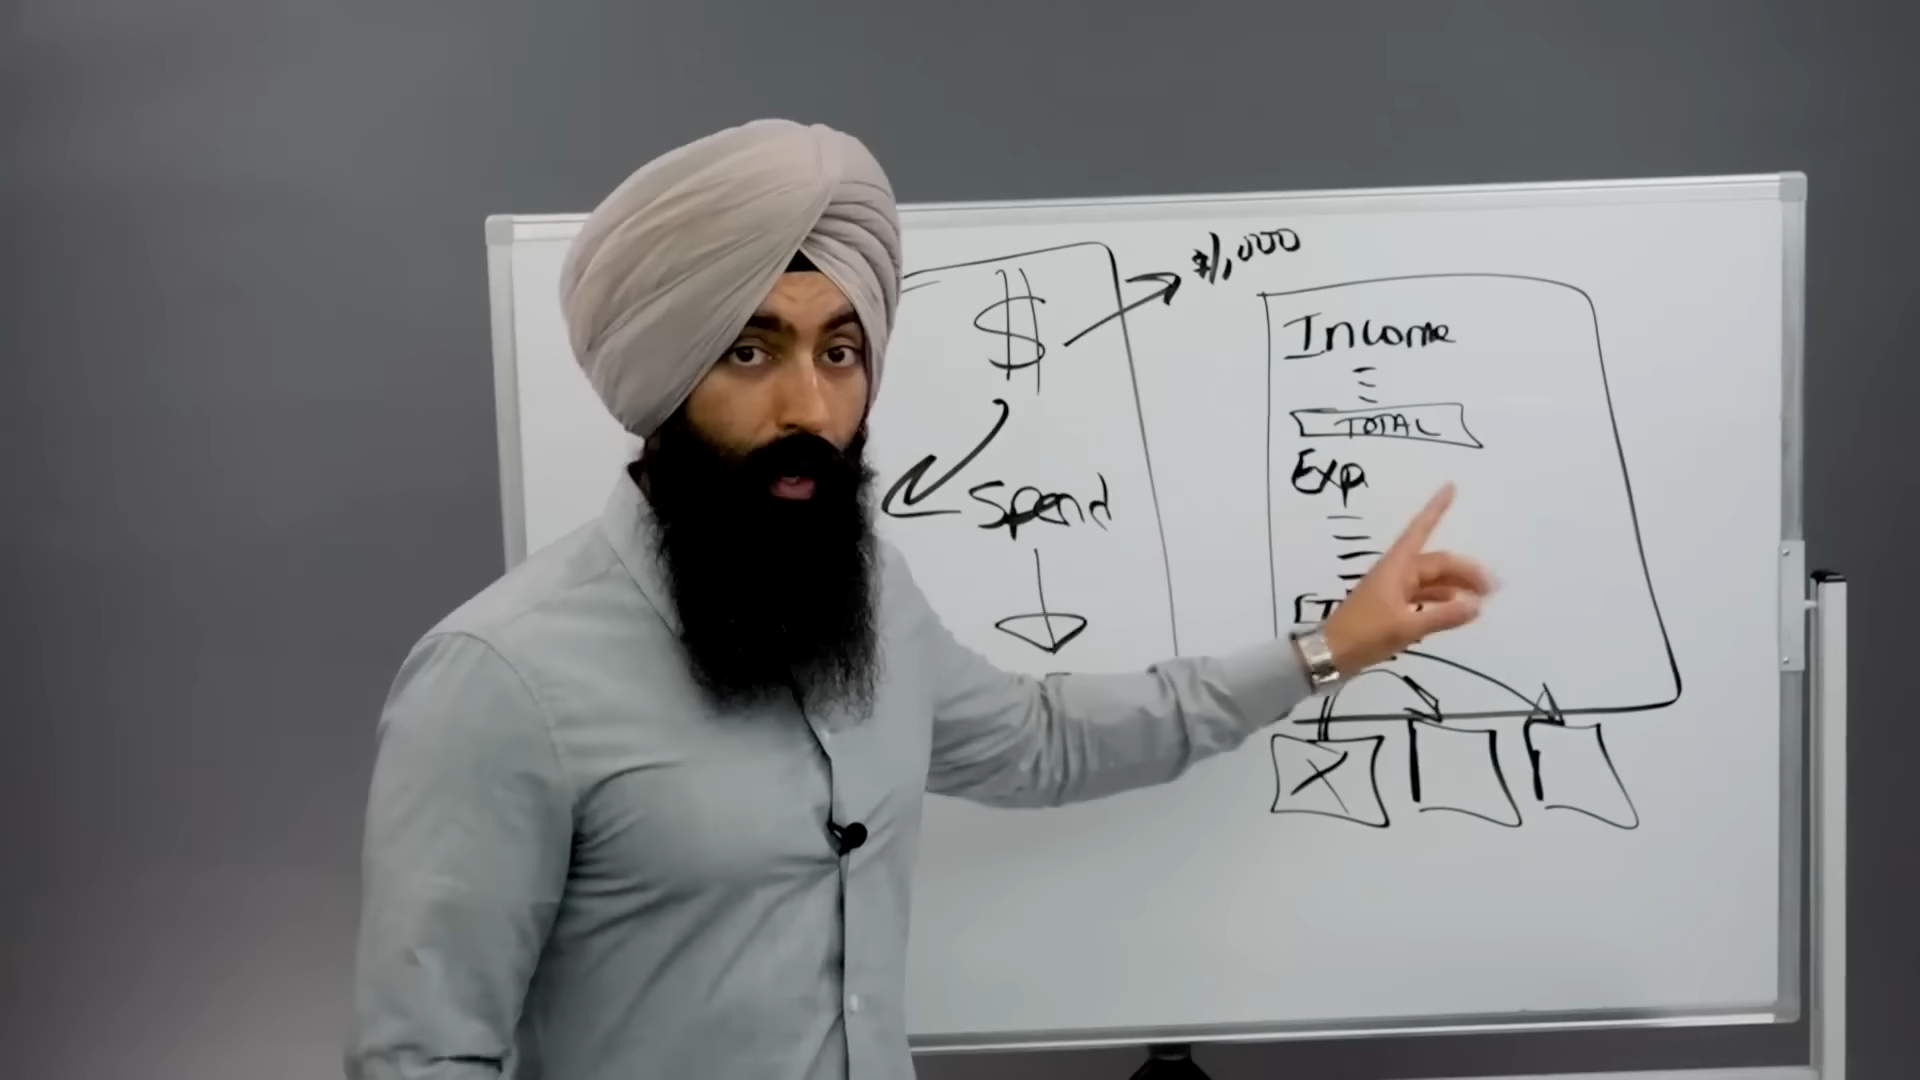 $1,000
$
Spend
Income
TOTAL
Exp
X